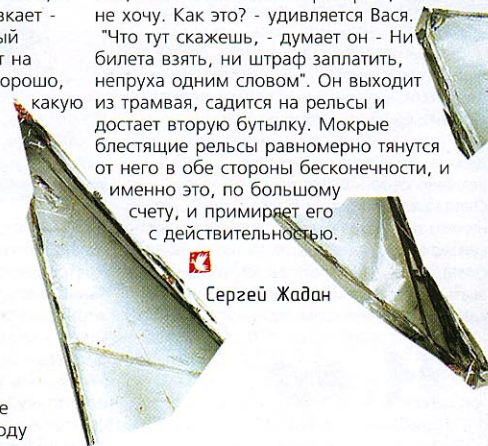 зкает -
ый
т на
орошо,
какую
е
рду
не хочу. Как это? - удивляется Вася.
"Что тут скажешь, - думает он - Ни
билета взять, ни штраф заплатить,
непруха одним словом". Он выходит
из трамвая, садится на рельсы и
достает вторую бутылку. Мокрые
блестящие рельсы равномерно тянутся
от него в обе стороны бесконечности, и
именно это, по большому
счету, и примиряет его
с действительностью.
Сергей Жадан